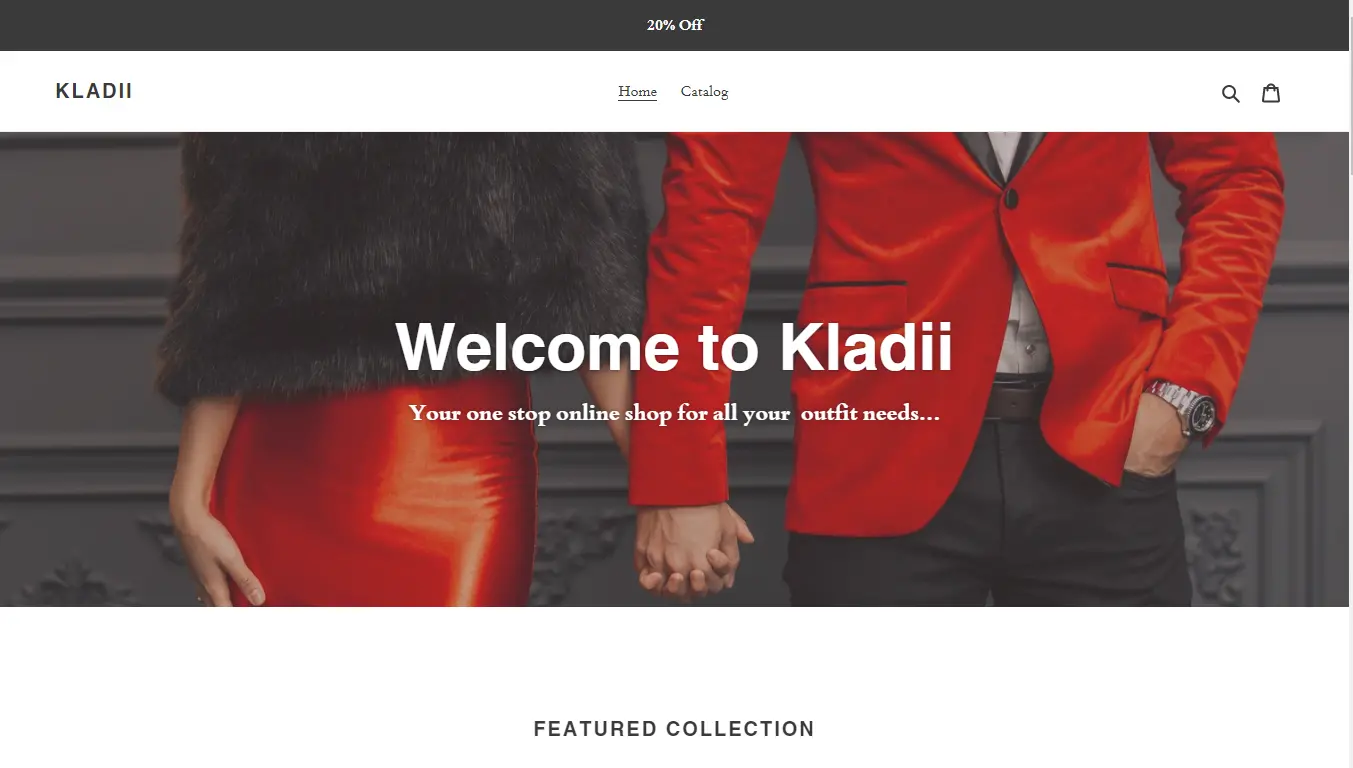 20% Off
KLADII
Home
Catalog
Welcome to Kladii
Your one stop online shop for all your  outfit needs...
FEATURED COLLECTION